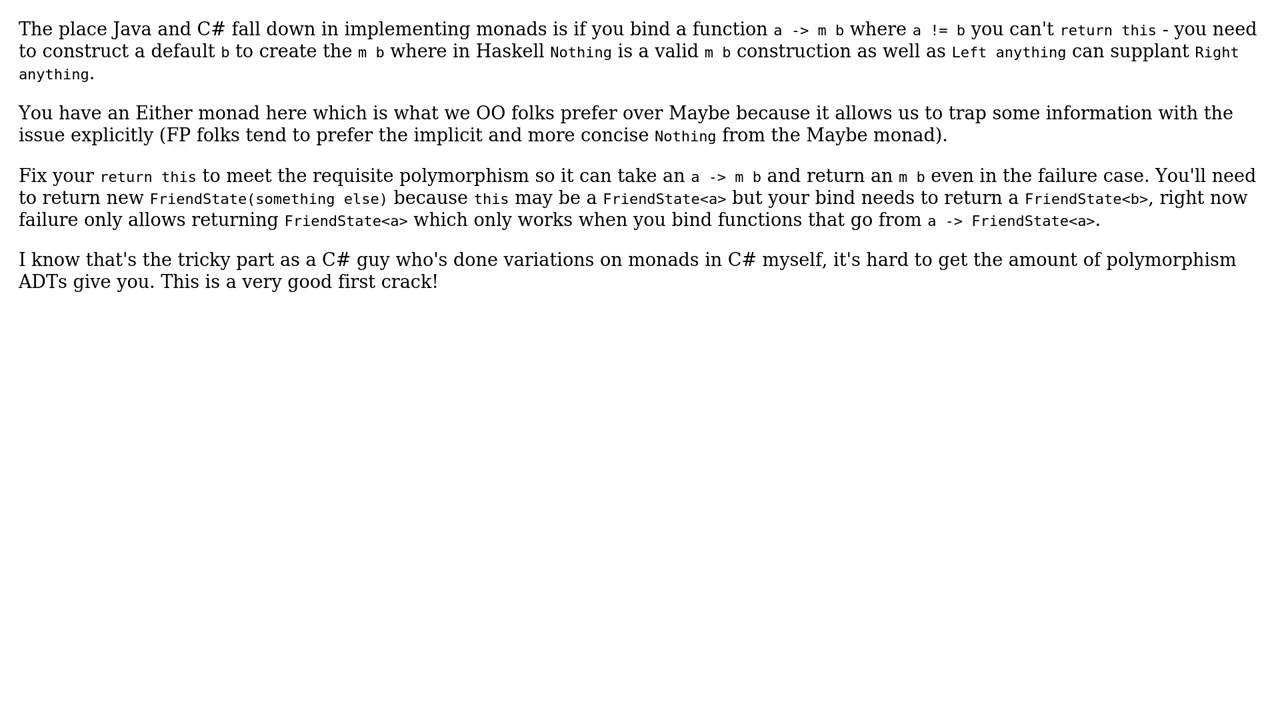 The place Java and C# fall down in implementing monads is if you bind a function a -> m b where a != b you can't return this - you need
to construct a default b to create the m b where in Haskell Nothing is a valid m b construction as well as Left anything can supplant Right
anything.
You have an Either monad here which is what we OO folks prefer over Maybe because it allows us to trap some information with the
issue explicitly (FP folks tend to prefer the implicit and more concise Nothing from the Maybe monad).
Fix your return this to meet the requisite polymorphism so it can take an a -> m b and return an m b even in the failure case. You'll need
to return new FriendState(something else) because this may be a FriendState<a> but your bind needs to return a FriendState<b>, right now
failure only allows returning FriendState<a> which only works when you bind functions that go from a -> FriendState<a>.
I know that's the tricky part as a C# guy who's done variations on monads in C# myself, it's hard to get the amount of polymorphism
ADTs give you. This is a very good first crack!